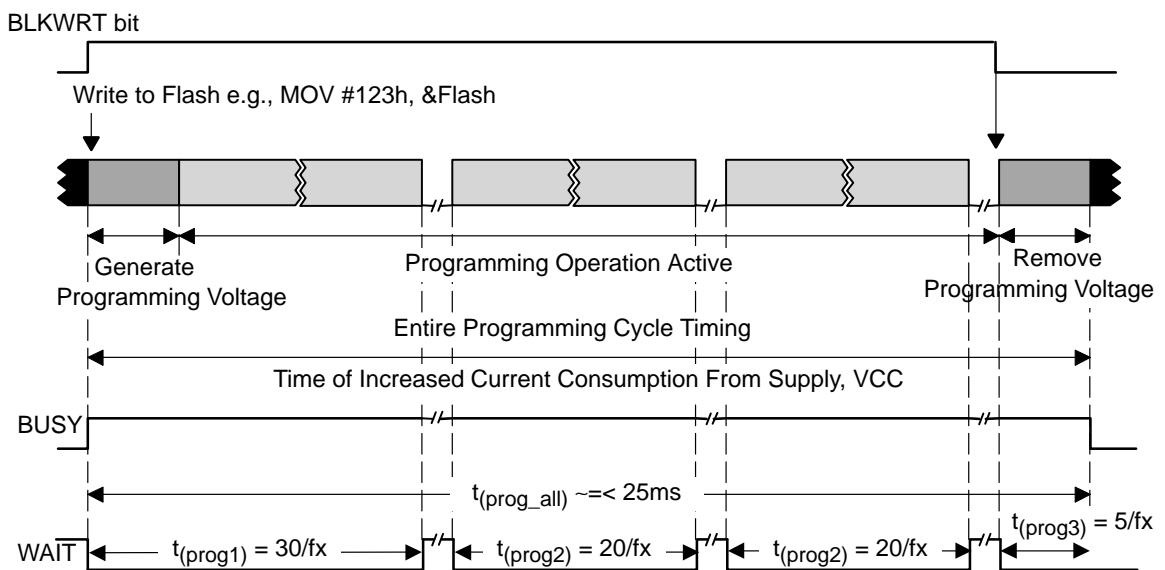 BLKWRT bit
Write to Flash e.g., MOV #123h, &Flash
Generate
Programming Voltage
Programming Operation Active
Remove
Programming Voltage
Entire Programming Cycle Timing
Time of Increased Current Consumption From Supply, VCC
BUSY
t(prog_all) ~=< 25ms
WAIT
t(prog1) = 30/fx
t(prog2) = 20/fx
t(prog2) = 20/fx
t(prog3) = 5/fx